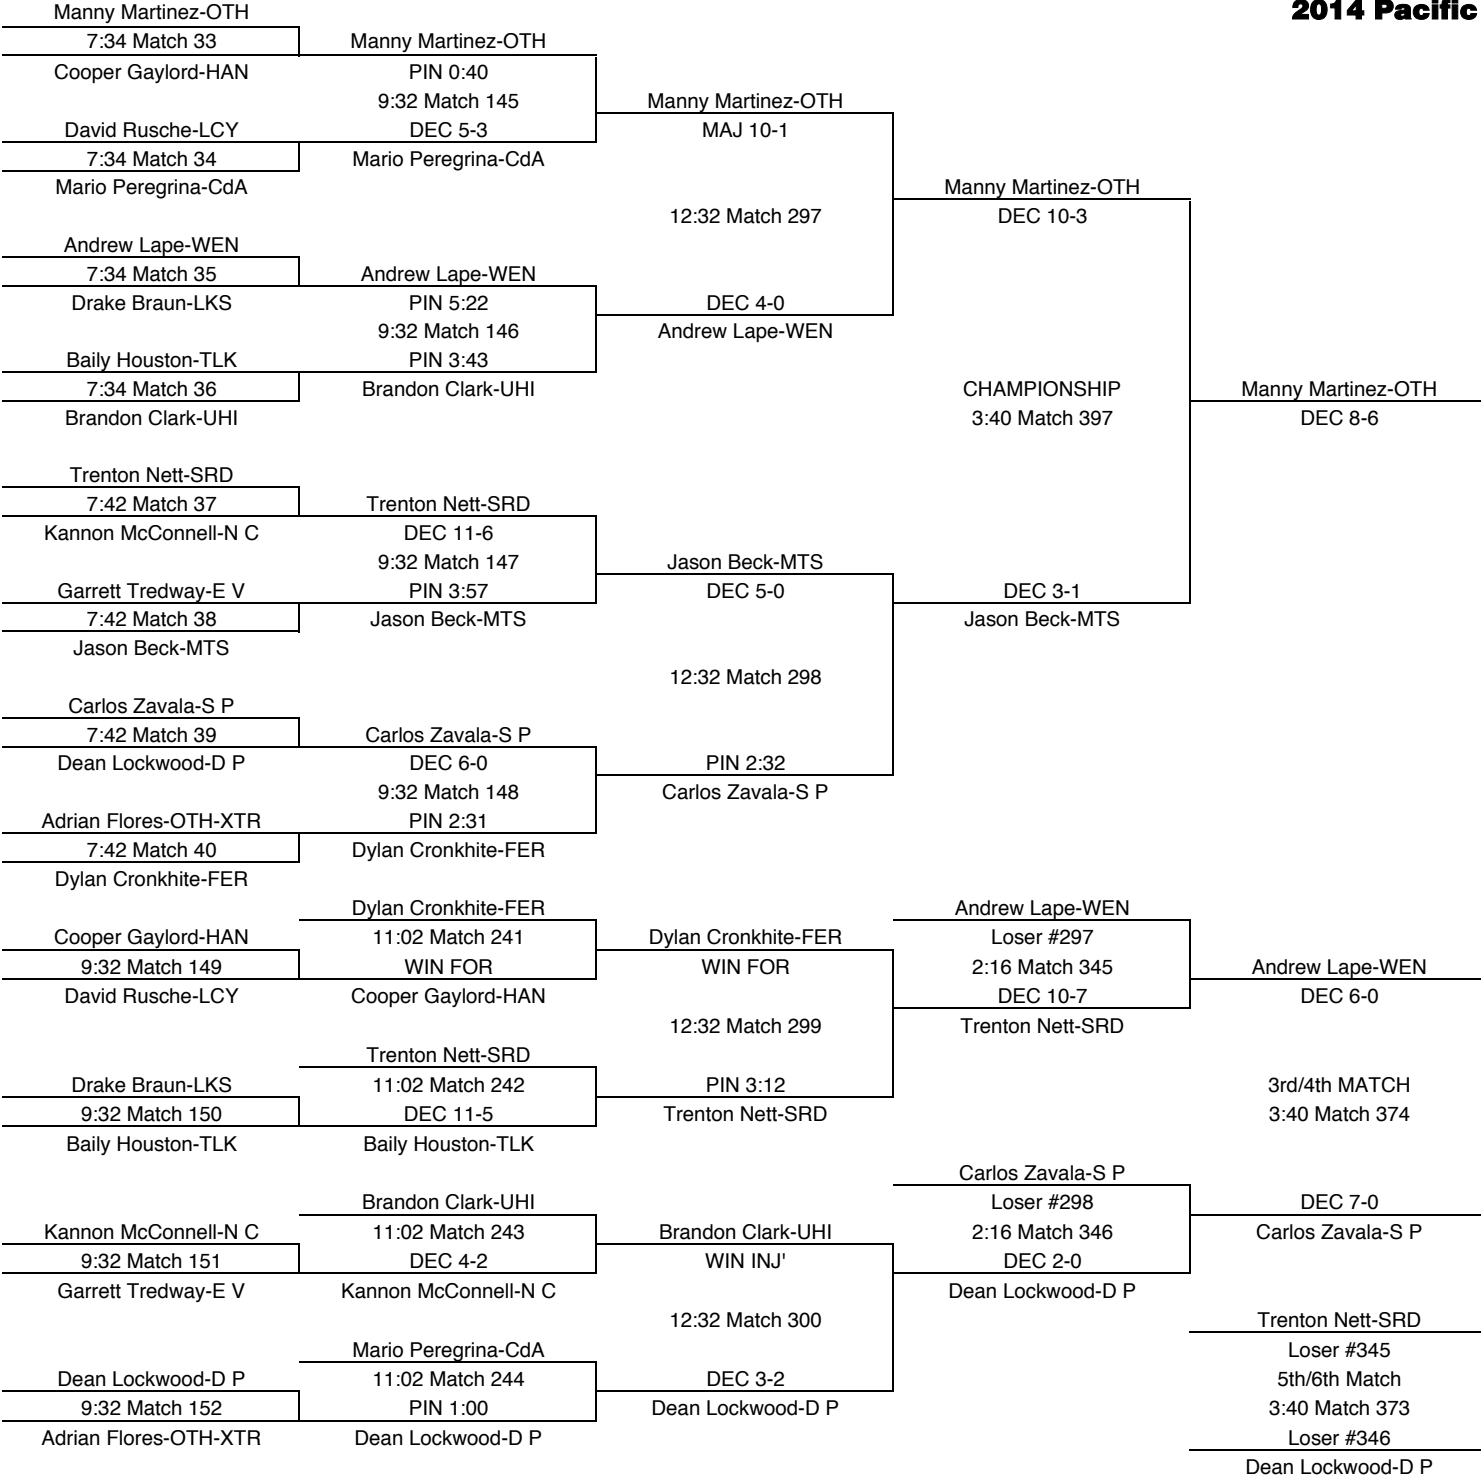 2014 Pacific
Manny Martinez-OTH
7:34 Match 33
Cooper Gaylord-HAN
David Rusche-LCY
7:34 Match 34
Mario Peregrina-CdA
Andrew Lape-WEN
7:34 Match 35
Drake Braun-LKS
Baily Houston-TLK
7:34 Match 36
Brandon Clark-UHI
Trenton Nett-SRD
7:42 Match 37
Kannon McConnell-N C
Garrett Tredway-E V
7:42 Match 38
Jason Beck-MTS
Carlos Zavala-S P
7:42 Match 39
Dean Lockwood-D P
Adrian Flores-OTH-XTR
7:42 Match 40
Dylan Cronkhite-FER
Cooper Gaylord-HAN
9:32 Match 149
David Rusche-LCY
Drake Braun-LKS
9:32 Match 150
Baily Houston-TLK
Kannon McConnell-N C
9:32 Match 151
Garrett Tredway-E V
Dean Lockwood-D P
9:32 Match 152
Adrian Flores-OTH-XTR
Manny Martinez-OTH
PIN 0:40
9:32 Match 145
DEC 5-3
Mario Peregrina-CdA
Andrew Lape-WEN
PIN 5:22
9:32 Match 146
PIN 3:43
Brandon Clark-UHI
Trenton Nett-SRD
DEC 11-6
9:32 Match 147
PIN 3:57
Jason Beck-MTS
Carlos Zavala-S P
DEC 6-0
9:32 Match 148
PIN 2:31
Dylan Cronkhite-FER
Dylan Cronkhite-FER
11:02 Match 241
WIN FOR
Cooper Gaylord-HAN
Trenton Nett-SRD
11:02 Match 242
DEC 11-5
Baily Houston-TLK
Brandon Clark-UHI
11:02 Match 243
DEC 4-2
Kannon McConnell-N C
Mario Peregrina-CdA
11:02 Match 244
PIN 1:00
Dean Lockwood-D P
Manny Martinez-OTH
MAJ 10-1
12:32 Match 297
DEC 4-0
Andrew Lape-WEN
Jason Beck-MTS
DEC 5-0
12:32 Match 298
PIN 2:32
Carlos Zavala-S P
Dylan Cronkhite-FER
WIN FOR
12:32 Match 299
PIN 3:12
Trenton Nett-SRD
Brandon Clark-UHI
WIN INJ'
12:32 Match 300
DEC 3-2
Dean Lockwood-D P
Manny Martinez-OTH
DEC 10-3
CHAMPIONSHIP
3:40 Match 397
DEC 3-1
Jason Beck-MTS
Andrew Lape-WEN
Loser #297
2:16 Match 345
DEC 10-7
Trenton Nett-SRD
Carlos Zavala-S P
Loser #298
2:16 Match 346
DEC 2-0
Dean Lockwood-D P
Manny Martinez-OTH
DEC 8-6
Andrew Lape-WEN
DEC 6-0
3rd/4th MATCH
3:40 Match 374
DEC 7-0
Carlos Zavala-S P
Trenton Nett-SRD
Loser #345
5th/6th Match
3:40 Match 373
Loser #346
Dean Lockwood-D P